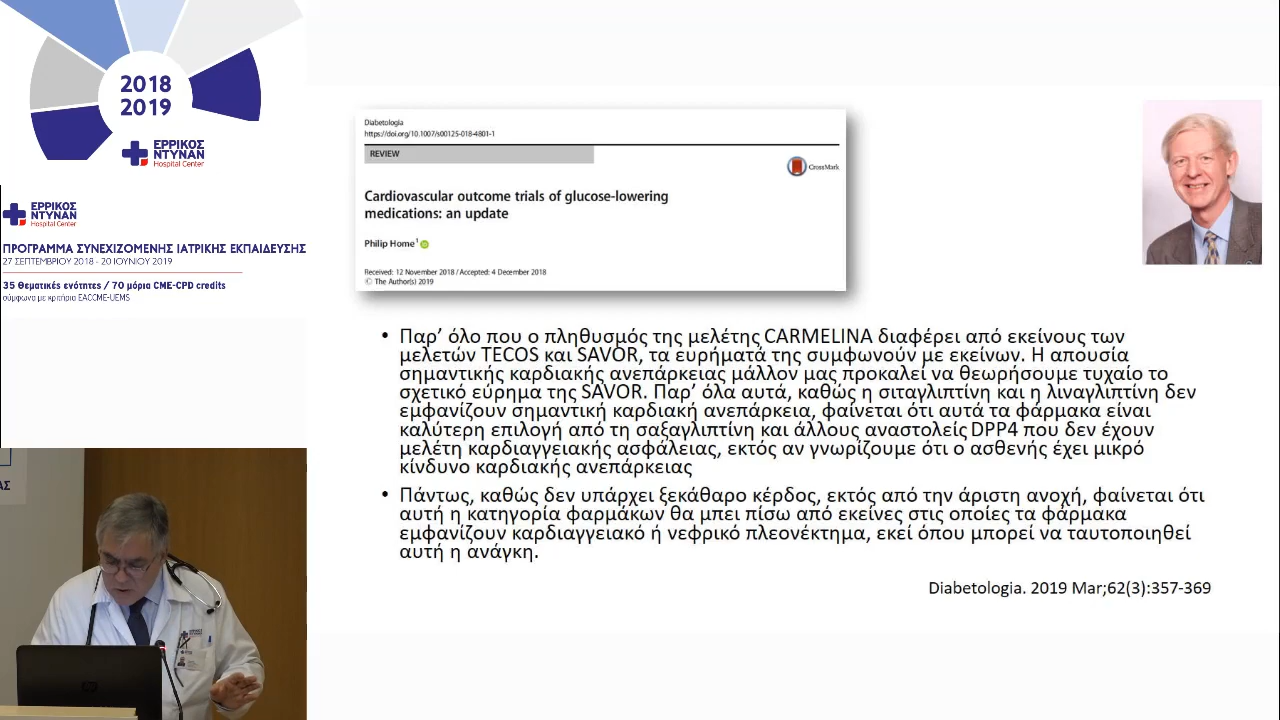 2018
2019
ΕΡΡΙΚΟΣ
ΝΤΥΝΑΝ
Hospital Center
ΕΡΡΙΚΟΣ
ΝΤΥΝΑΝ
Hospital Center
ΠΡΟΓΡΑΜΜΑ ΣΥΝΕΧΙΖΟΜΕΝΗΣ ΙΑΤΡΙΚΗΣ ΕΚΠΑΙΔΕΥΣΗΣ
27 ΣΕΠΤΕΜΒΡΙΟΥ 2018 - 20 ΙΟΥΝΙΟΥ 2019
35 Θεματικές ενότητες / 70 μόρια CME-CPD credits
σύμφωνα με κριτήρια EACCME-UEMS
Diabetologia
https://doi.org/10.1007/s00125-018-4801-1
REVIEW
CrossMark
Cardiovascular outcome trials of glucose-lowering
medications: an update
Philip Home1
Received: 12 November 2018 / Accepted: 4 December 2018
© The Author(s) 2019
• Παρ’ όλο που ο πληθυσμός της μελέτης CARMELINA διαφέρει από εκείνους των
μελετών TECOS και SAVOR, τα ευρήματά της συμφωνούν με εκείνων. Η απουσία
σημαντικής καρδιακής ανεπάρκειας μάλλον μας προκαλεί να θεωρήσουμε τυχαίο το
σχετικό εύρημα της SAVOR. Παρ’ όλα αυτά, καθώς η σιταγλιπτίνη και η λιναγλιπτίνη δεν
εμφανίζουν σημαντική καρδιακή ανεπάρκεια, φαίνεται ότι αυτά τα φάρμακα είναι
καλύτερη επιλογή από τη σαξαγλιπτίνη και άλλους αναστολείς DPP4 που δεν έχουν
μελέτη καρδιαγγειακής ασφάλειας, εκτός αν γνωρίζουμε ότι ο ασθενής έχει μικρό
κίνδυνο καρδιακής ανεπάρκειας
• Πάντως, καθώς δεν υπάρχει ξεκάθαρο κέρδος, εκτός από την άριστη ανοχή, φαίνεται ότι
αυτή η κατηγορία φαρμάκων θα μπει πίσω από εκείνες στις οποίες τα φάρμακα
εμφανίζουν καρδιαγγειακό ή νεφρικό πλεονέκτημα, εκεί όπου μπορεί να ταυτοποιηθεί
αυτή η ανάγκη.
Diabetologia. 2019 Mar;62(3):357-369
ΑΣ
ΕΡΡΙΚΟΣ
ΝΤΥΝΑΝ